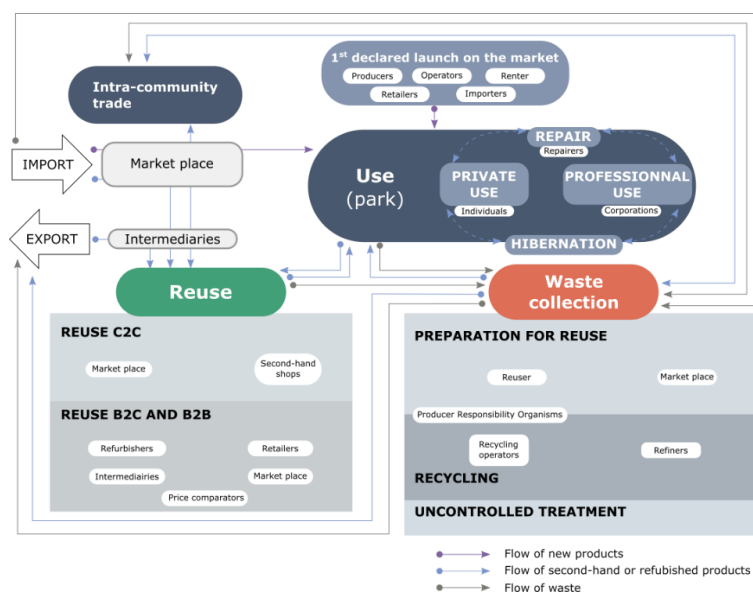 1st declared launch on the market
Producers
Operators
Renter
Retailers
Importers
Intra-community
trade
IMPORT
Market place
Use
(park)
REPAIR
Repairers
PRIVATE
USE
Individuals
PROFESSIONNAL
USE
Corporations
HIBERNATION
EXPORT
Intermediaries
Reuse
Waste
collection
REUSE C2C
Market place
Second-hand
shops
REUSE B2C AND B2B
Refurbishers
Retailers
Intermediairies
Market place
Price comparators
PREPARATION FOR REUSE
Reuser
Market place
Producer Responsibility Organisms
Recycling
operators
Refiners
RECYCLING
UNCONTROLLED TREATMENT
Flow of new products
Flow of second-hand or refubished products
Flow of waste